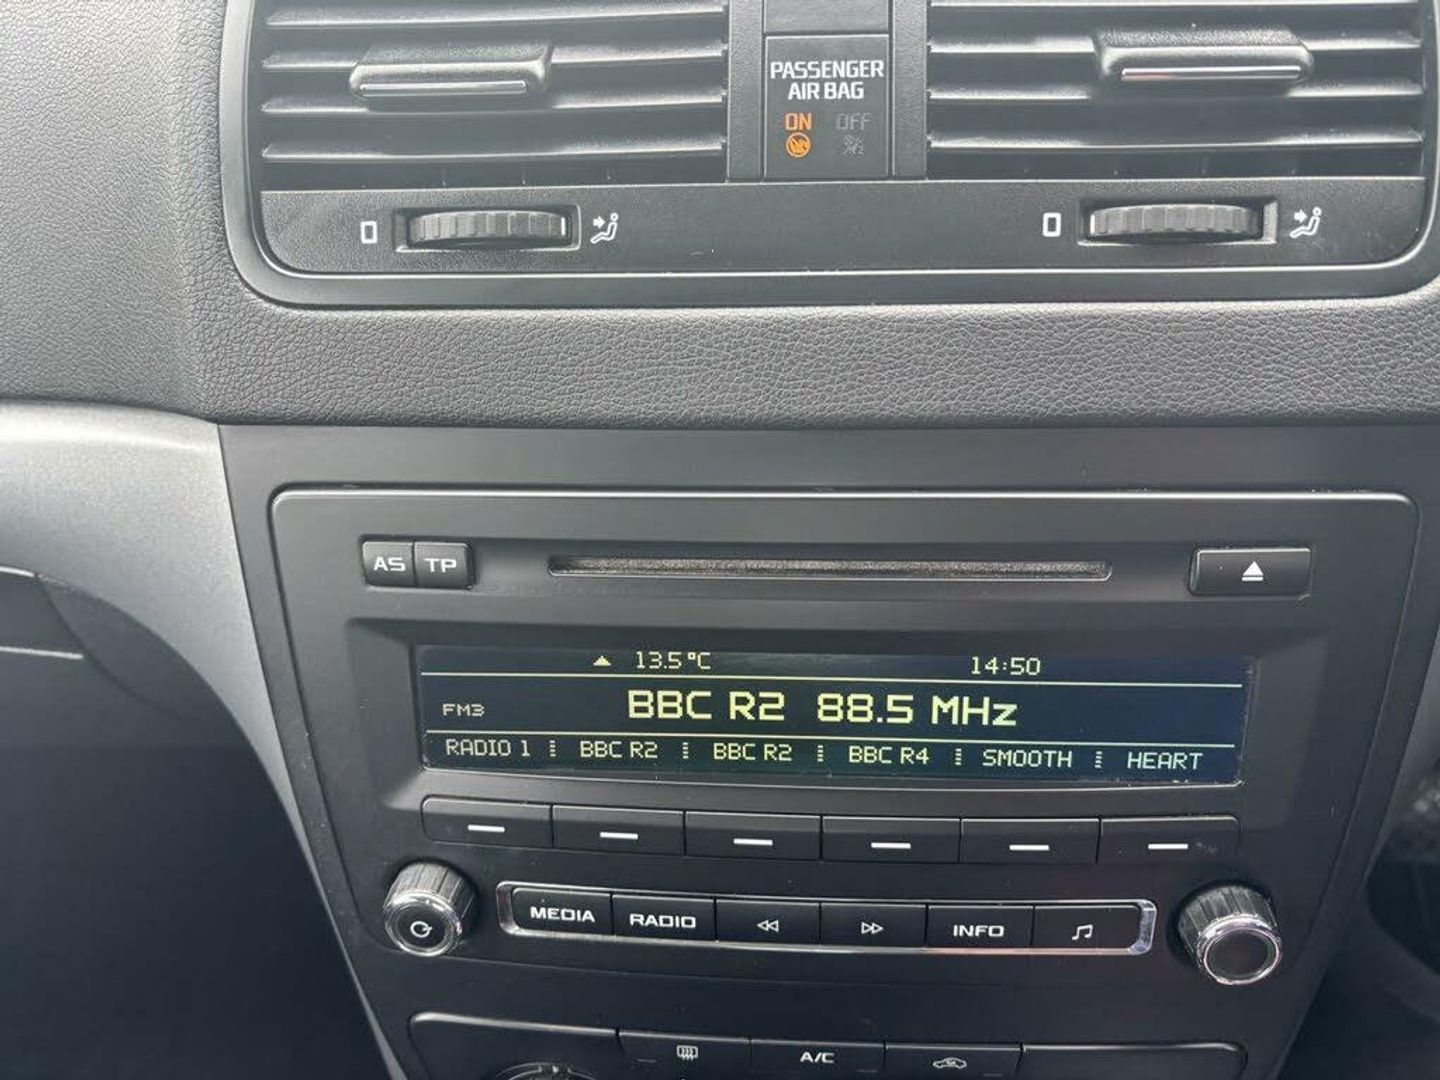 PASSENGER
AIR BAG
ON OFF
0 0
AS TP
13.5°C 14:50
FM3 BBC R2 88.5 MHz
RADIO 1 BBC R2 BBC R2 BBC R4 SMOOTH HEART
MEDIA RADIO INFO
A/C